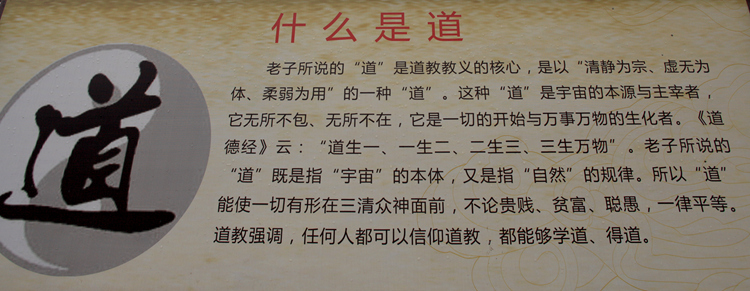 什么是道
道
老子所说的“道”是道教教义的核心，是以“清静为宗、虚无为
体、柔弱为用”的一种“道”。这种“道”是宇宙的本源与主宰者，
它无所不包、无所不在，它是一切的开始与万事万物的生化者。《道
德经》云：“道生一、一生二、二生三、三生万物”。老子所说的
“道”既是指“宇宙”的本体，又是指“自然”的规律。所以“道”
能使一切有形在三清众神面前，不论贵贱、贫富、聪愚，一律平等。
道教强调，任何人都可以信仰道教，都能够学道、得道。